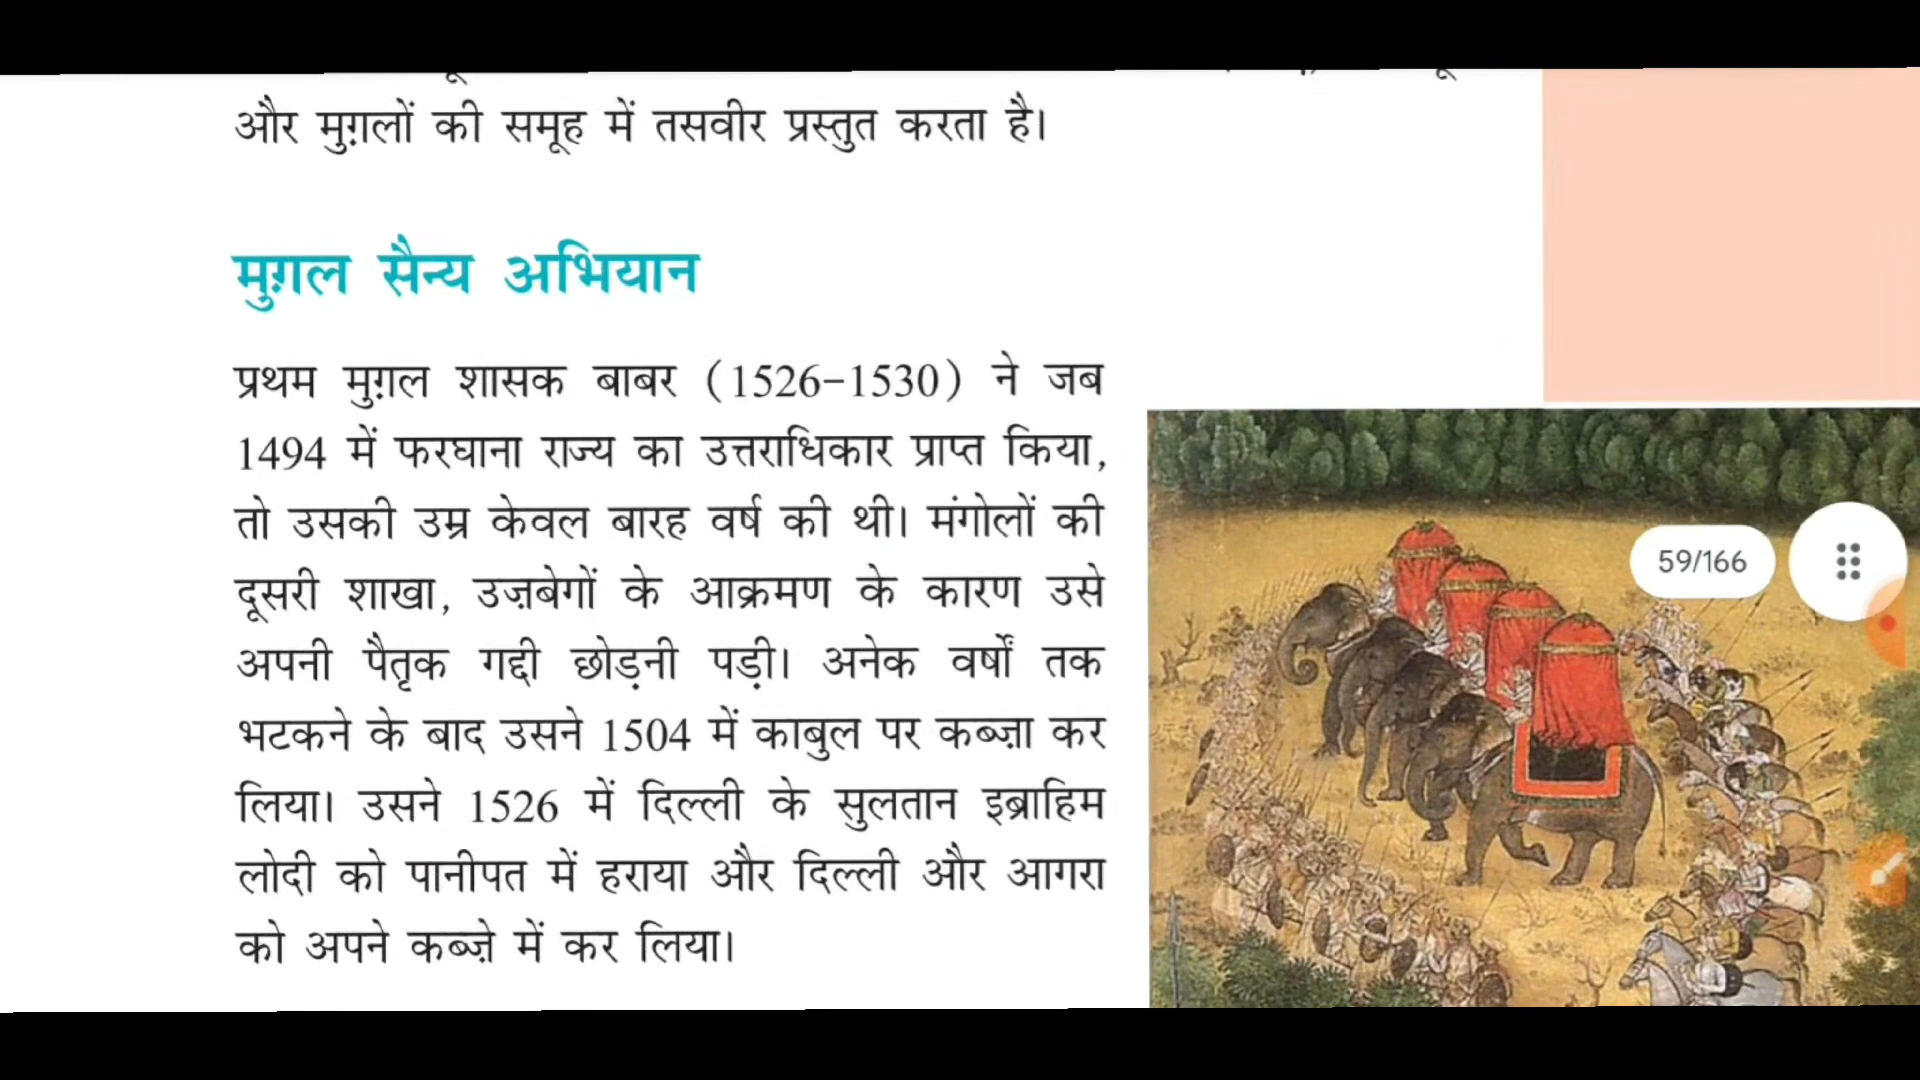 और मुग़लों की समूह में तसवीर प्रस्तुत करता है।
मुग़ल सैन्य अभियान
प्रथम मुग़ल शासक बाबर (1526-1530) ने जब
1494 में फरघाना राज्य का उत्तराधिकार प्राप्त किया,
तो उसकी उम्र केवल बारह वर्ष की थी। मंगोलों की
दूसरी शाखा, उज़बेगों के आक्रमण के कारण उसे
अपनी पैतृक गद्दी छोड़नी पड़ी। अनेक वर्षों तक
भटकने के बाद उसने 1504 में काबुल पर कब्ज़ा कर
लिया। उसने 1526 में दिल्ली के सुलतान इब्राहिम
लोदी को पानीपत में हराया और दिल्ली और आगरा
को अपने कब्ज़े में कर लिया।
59/166